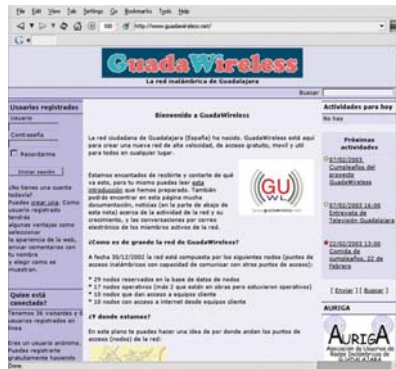 File Edit View Tab Settings Go Bookmarks Tools Help
100 http://www.guadawireless.net/
G
GuadaWireless
La red inalámbrica de Guadalajara
Buscar
Usuarios registrados
Usuario
Contraseña
Recordarme
Iniciar sesión
¿No tienes una cuenta
todavía?
Puedes crear una. Como
usuario registrado
tendrás
algunas ventajas como
seleccionar
la apariencia de la web,
enviar comentarios con
tu nombre
y elegir como se
muestran.
Quien está
conectado?
Tenemos 36 visitantes y 0
usuarios registrados en
línea
Eres un usuario anónimo.
Puedes registrarte
gratuitamente haciendo
Done.
Bienvenido a GuadaWireless
La red ciudadana de Guadalajara (España) ha nacido. GuadaWireless está aquí
para crear una nueva red de alta velocidad, de acceso gratuito, movil y util
para todos en cualquier lugar.
Estamos encantados de recibirte y contarte de qué
va esto, pero tu mismo puedes leer esta
introducción que hemos preparado. También
podrás encontrar en esta página mucha
documentación, noticias (en la parte de abajo de
esta nota) acerca de la actividad de la red y su
crecimiento, y las conversaciones por correo
electrónico de los miembros activos de la red.
GU
WL
¿Como es de grande la red de GuadaWireless?
A fecha 30/12/2002 la red está compuesta por los siguientes nodos (puntos de
acceso inalámbricos con capacidad de comunicar con otros puntos de acceso):
* 29 nodos reservados en la base de datos de nodos
* 17 nodos operativos (más 2 que están en obras pero estuvieron operativos)
* 10 nodos que dan acceso a equipos cliente
* 10 nodos con acceso a internet desde equipos cliente
¿Y donde estamos?
En este plano te puedes hacer una idea de por donde andan los puntos de
acceso (nodos) de la red:
Actividades para hoy
No hay
Próximas
actividades
07/02/2003
Cumpleaños del
proyecto
GuadaWireless
07/02/2003 16:00
Entrevista de
Televisión Guadalajara
22/02/2003 13:00
Comida de
cumpleaños, 22 de
Febrero
[ Enviar ] [ Buscar ]
AURIGA
AURIGA
Asociación de Usuarios de
Redes Inalámbricas de
GUADALAJARA